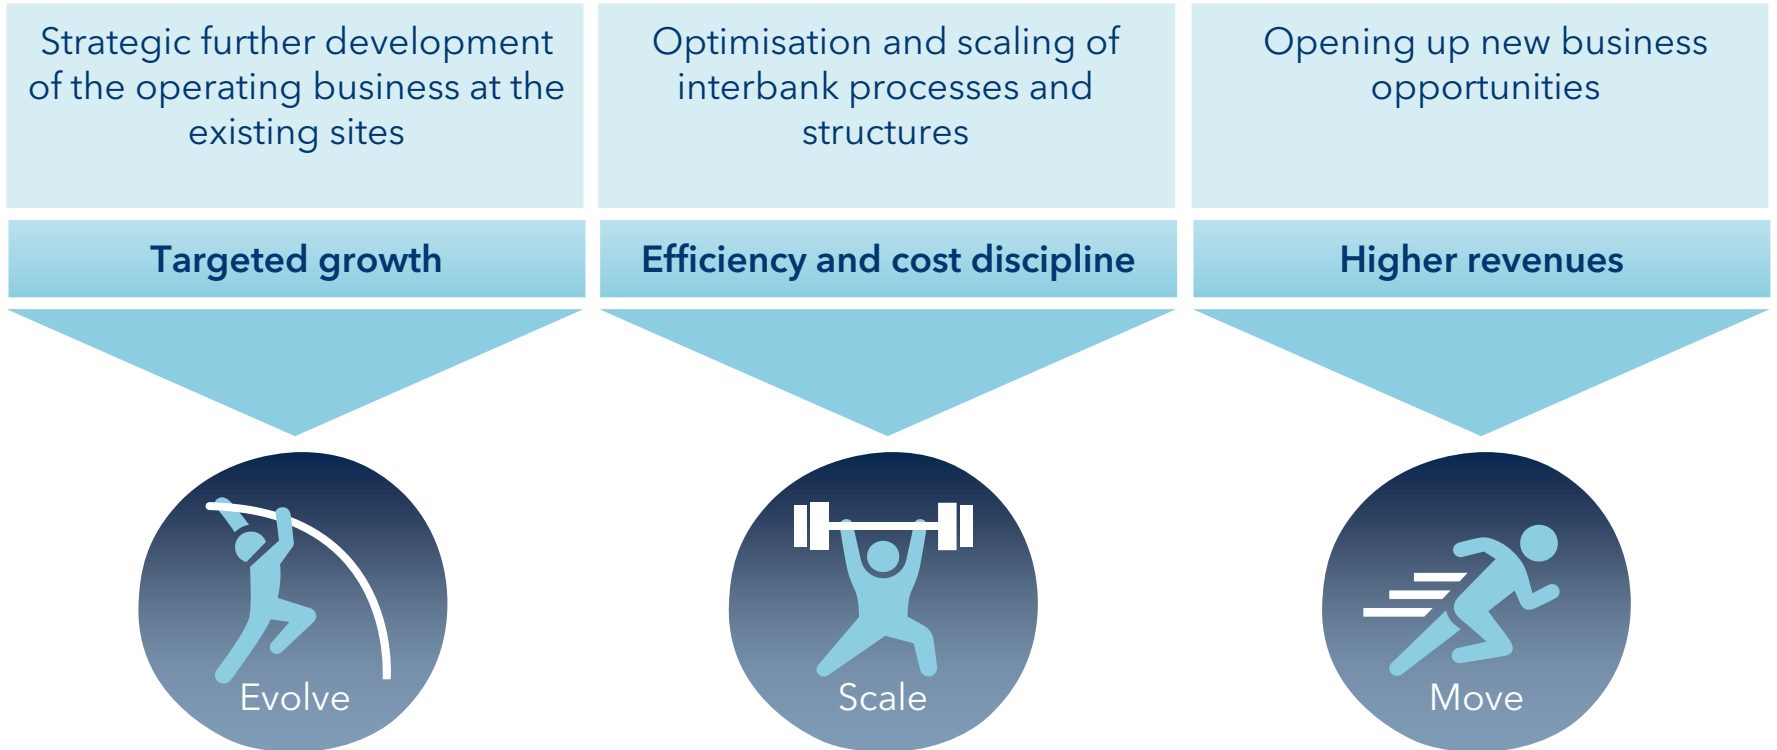 Strategic further development
of the operating business at the
existing sites
Optimisation and scaling of
interbank processes and
structures
Opening up new business
opportunities
Targeted growth
Efficiency and cost discipline
Higher revenues
Evolve
Scale
Move